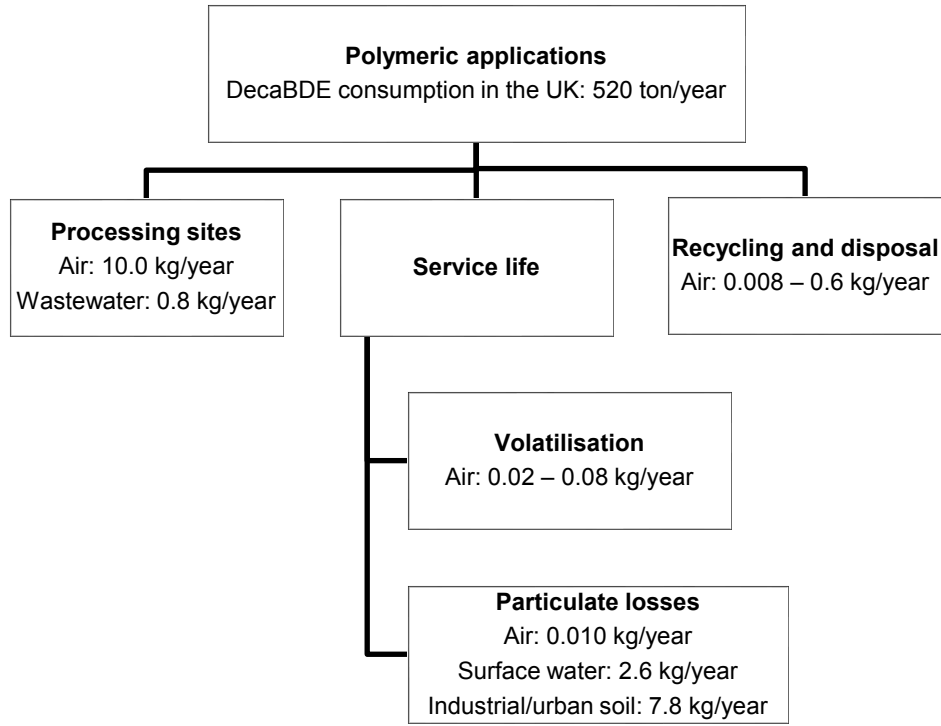 Polymeric applications
DecaBDE consumption in the UK: 520 ton/year
Processing sites
Air: 10.0 kg/year
Wastewater: 0.8 kg/year
Service life
Recycling and disposal
Air: 0.008 – 0.6 kg/year
Volatilisation
Air: 0.02 – 0.08 kg/year
Particulate losses
Air: 0.010 kg/year
Surface water: 2.6 kg/year
Industrial/urban soil: 7.8 kg/year